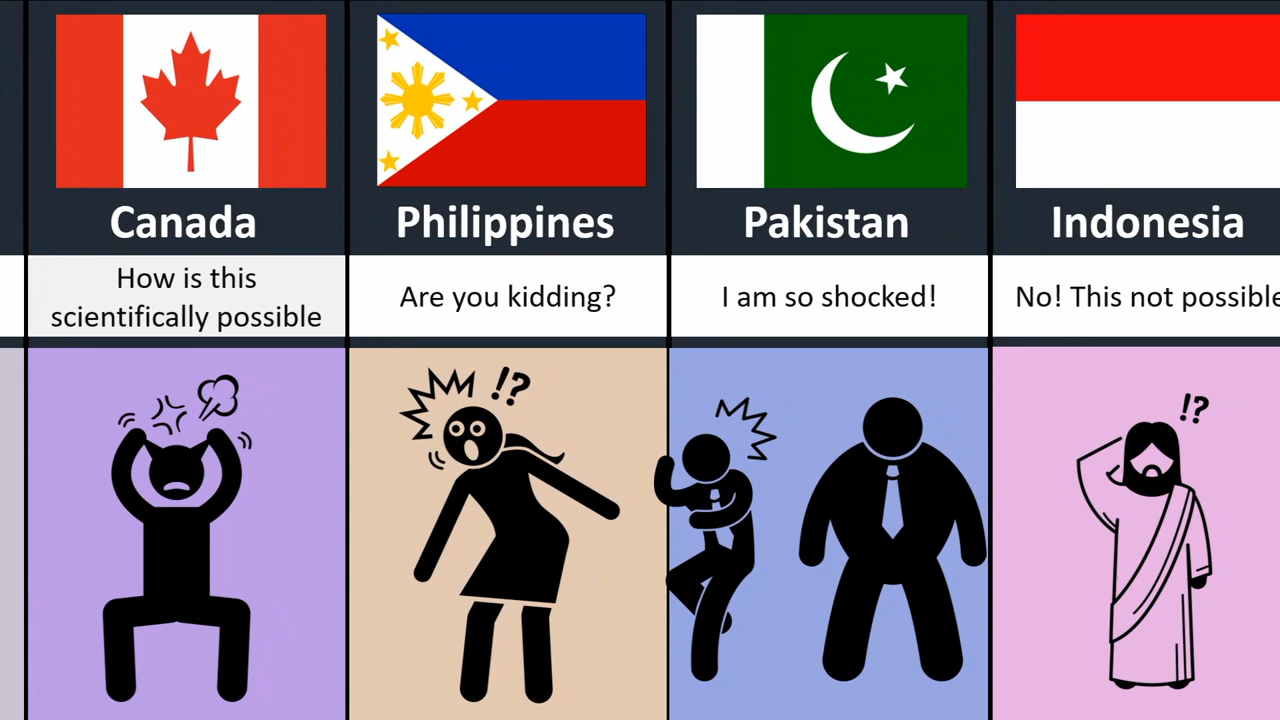 Canada
Philippines
Pakistan
Indonesia
How is this
scientifically possible
Are you kidding?
I am so shocked!
No! This not possible
!?
!?